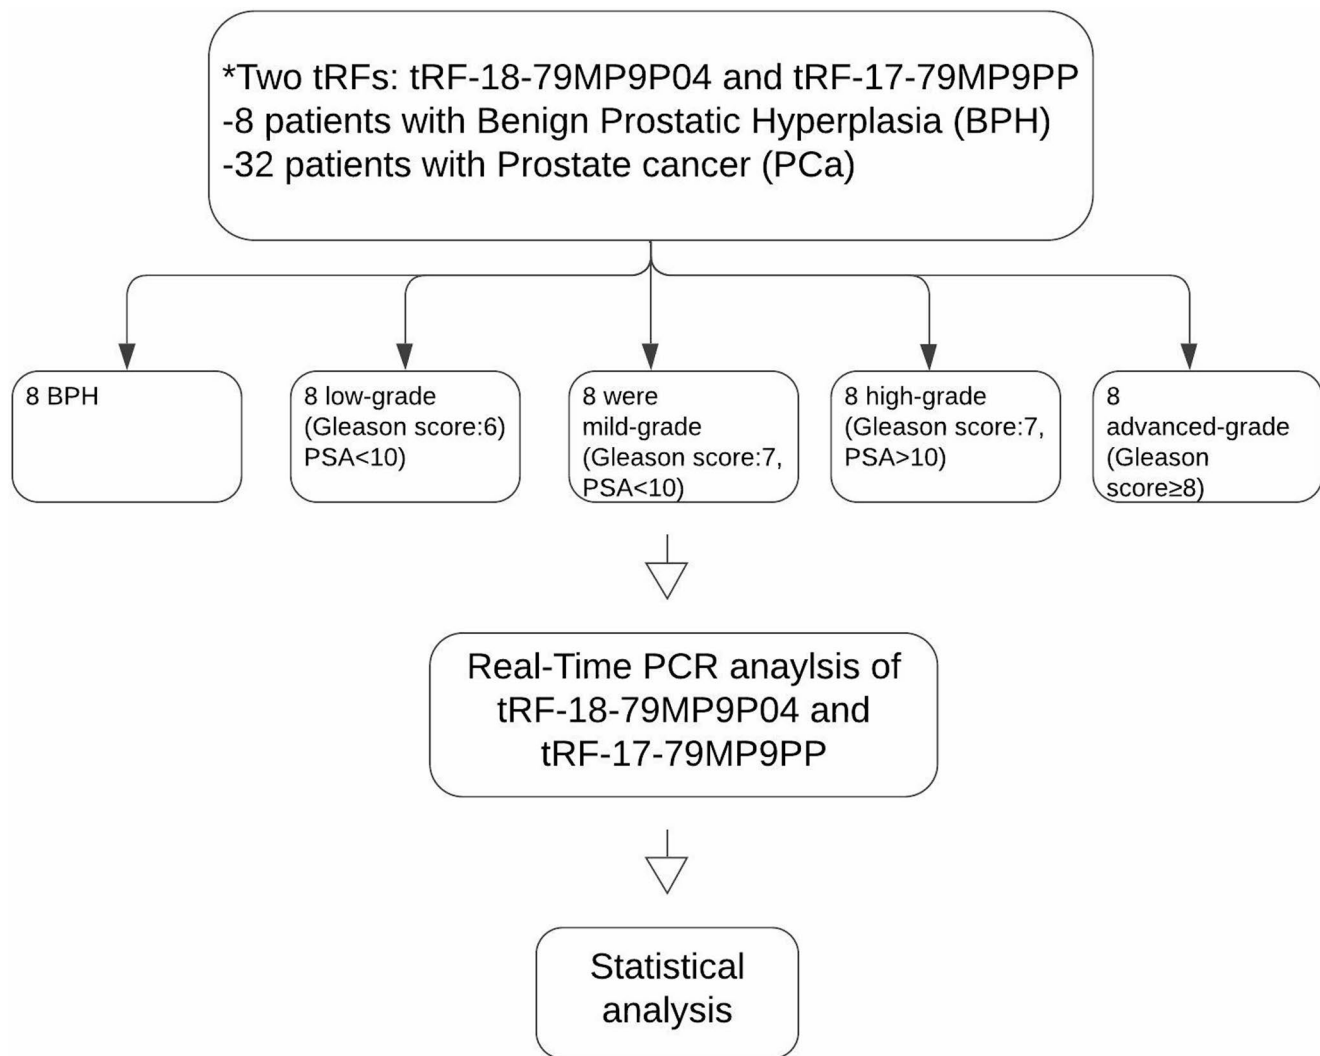 *Two tRFs: tRF-18-79MP9P04 and tRF-17-79MP9PP
-8 patients with Benign Prostatic Hyperplasia (BPH)
-32 patients with Prostate cancer (PCa)
8 BPH
8 low-grade
(Gleason score:6)
PSA<10)
8 were
mild-grade
(Gleason score:7,
PSA<10)
8 high-grade
(Gleason score:7,
PSA>10)
8
advanced-grade
(Gleason
score≥8)
Real-Time PCR anaylsis of
tRF-18-79MP9P04 and
tRF-17-79MP9PP
Statistical
analysis